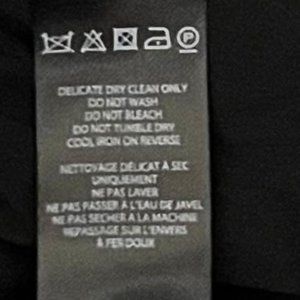 DELICATE DRY CLEAN ONLY
DO NOT WASH
DO NOT BLEACH
DO NOT TUMBLE DRY
COOL IRON ON REVERSE
NETTOYAGE DÉLICAT À SEC
UNIQUEMENT
NE PAS LAVER
NE PAS PASSER À L'EAU DE JAVEL
NE PAS SECHER A LA MACHINE
REPASSAGE SUR L'ENVERS
À FER DOUX